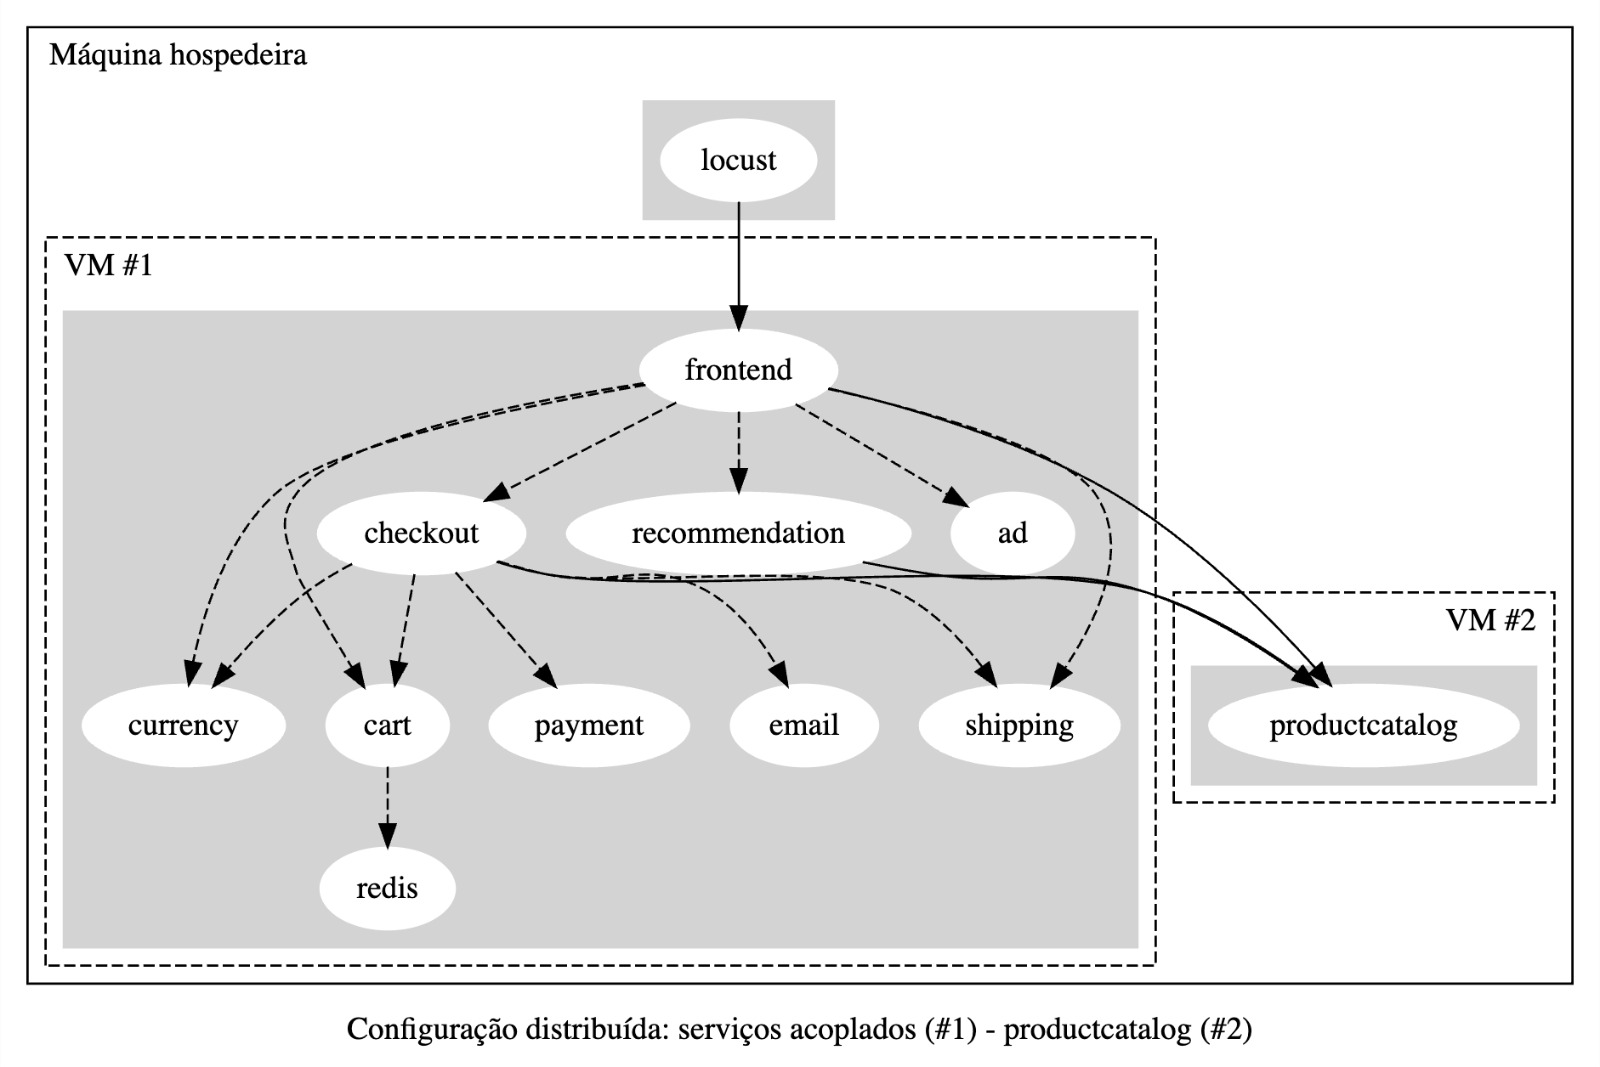 Máquina hospedeira
locust
VM #1
frontend
checkout
recommendation
ad
VM #2
currency
cart
payment
email
shipping
productcatalog
redis
Configuração distribuída: serviços acoplados (#1) - productcatalog (#2)